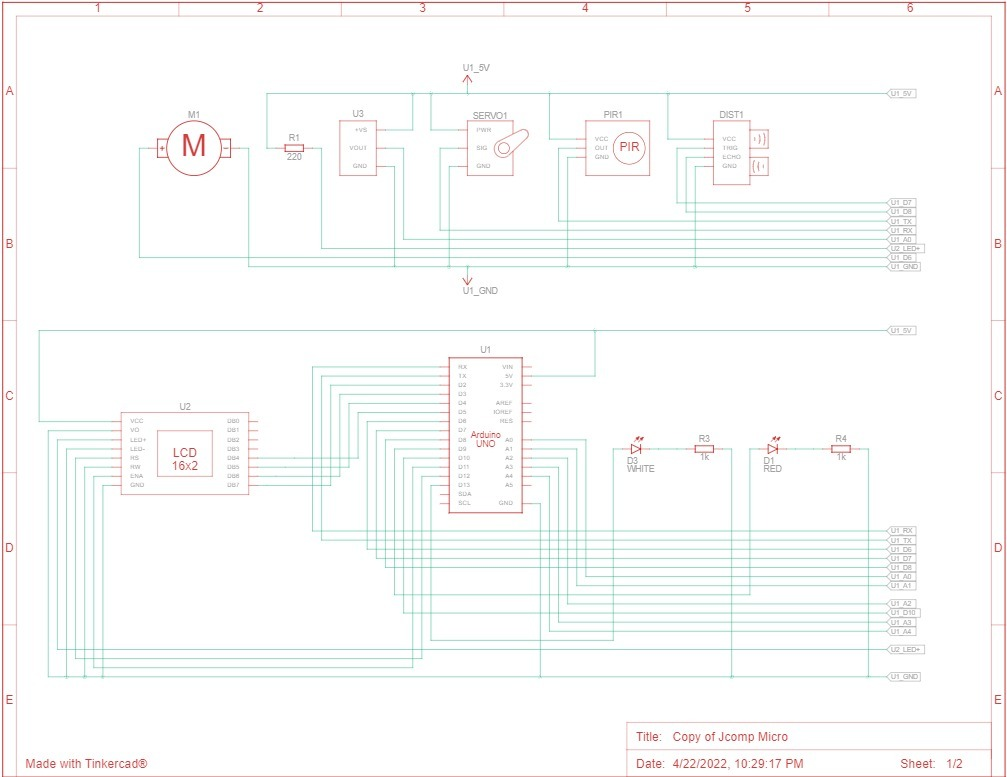 1 2 3 4 5 6
A A
B B
C C
D D
E E
U1_5V
U1_5V
M1
+ M -
R1
220
U3
+VS
VOUT
GND
SERVO1
PWR
SIG
GND
PIR1
VCC
OUT
GND
PIR
DIST1
VCC
TRIG
ECHO
GND
U1_D7
U1_D8
U1_TX
U1_RX
U1_A0
U2_LED+
U1_D6
U1_GND
U1_GND
U1_5V
U2
VCC
VO
LED+
LED-
RS
RW
ENA
GND
LCD
16x2
DB0
DB1
DB2
DB3
DB4
DB5
DB6
DB7
U1
RX
TX
D2
D3
D4
D5
D6
D7
D8
D9
D10
D11
D12
D13
SDA
SCL
Arduino
UNO
VIN
5V
3.3V
AREF
IOREF
RES
A0
A1
A2
A3
A4
A5
GND
D3
WHITE
R3
1k
D1
RED
R4
1k
U1_RX
U1_TX
U1_D6
U1_D7
U1_D8
U1_A0
U1_A1
U1_A2
U1_D10
U1_A3
U1_A4
U2_LED+
U1_GND
Title: Copy of Jcomp Micro
Made with Tinkercad®
Date: 4/22/2022, 10:29:17 PM Sheet: 1/2